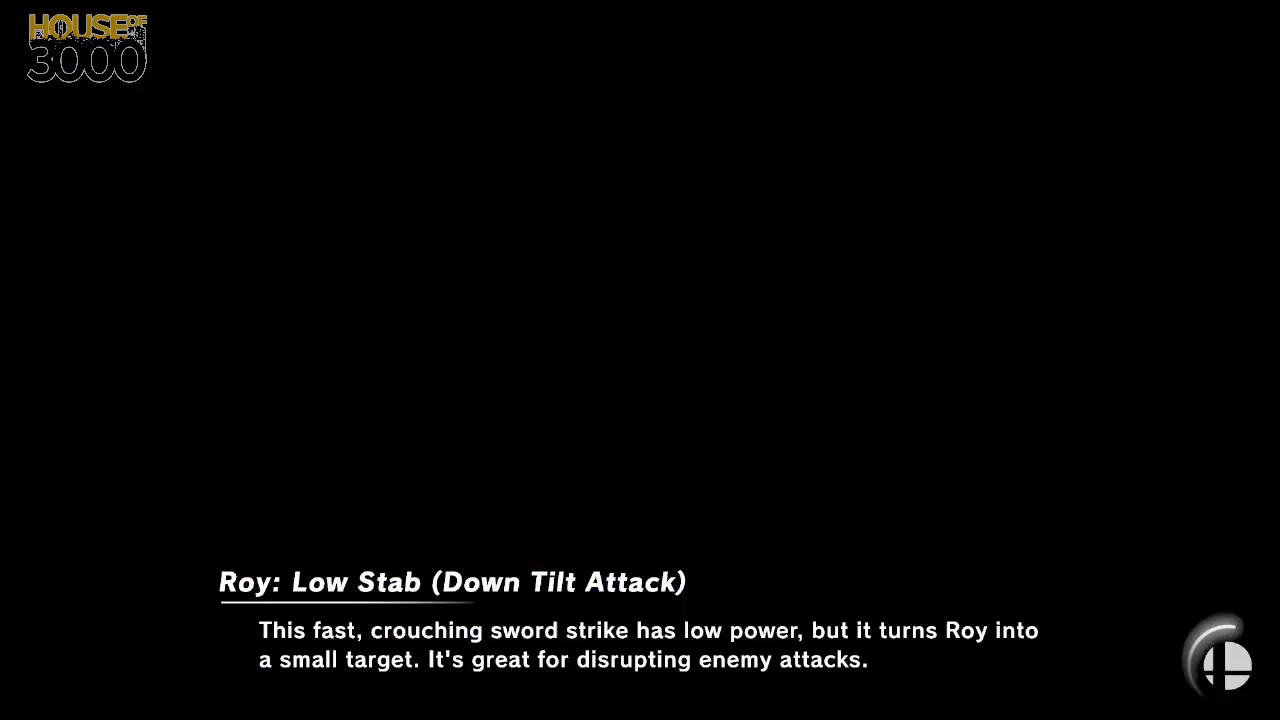 HOUSE OF
3000
Roy: Low Stab (Down Tilt Attack)
This fast, crouching sword strike has low power, but it turns Roy into
a small target. It's great for disrupting enemy attacks.